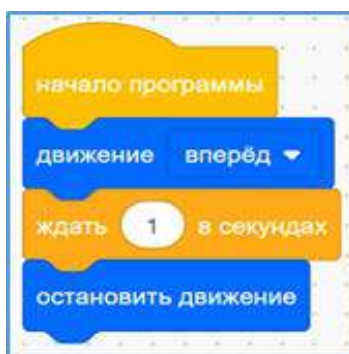 начало программы
движение вперёд
ждать 1 в секундах
остановить движение